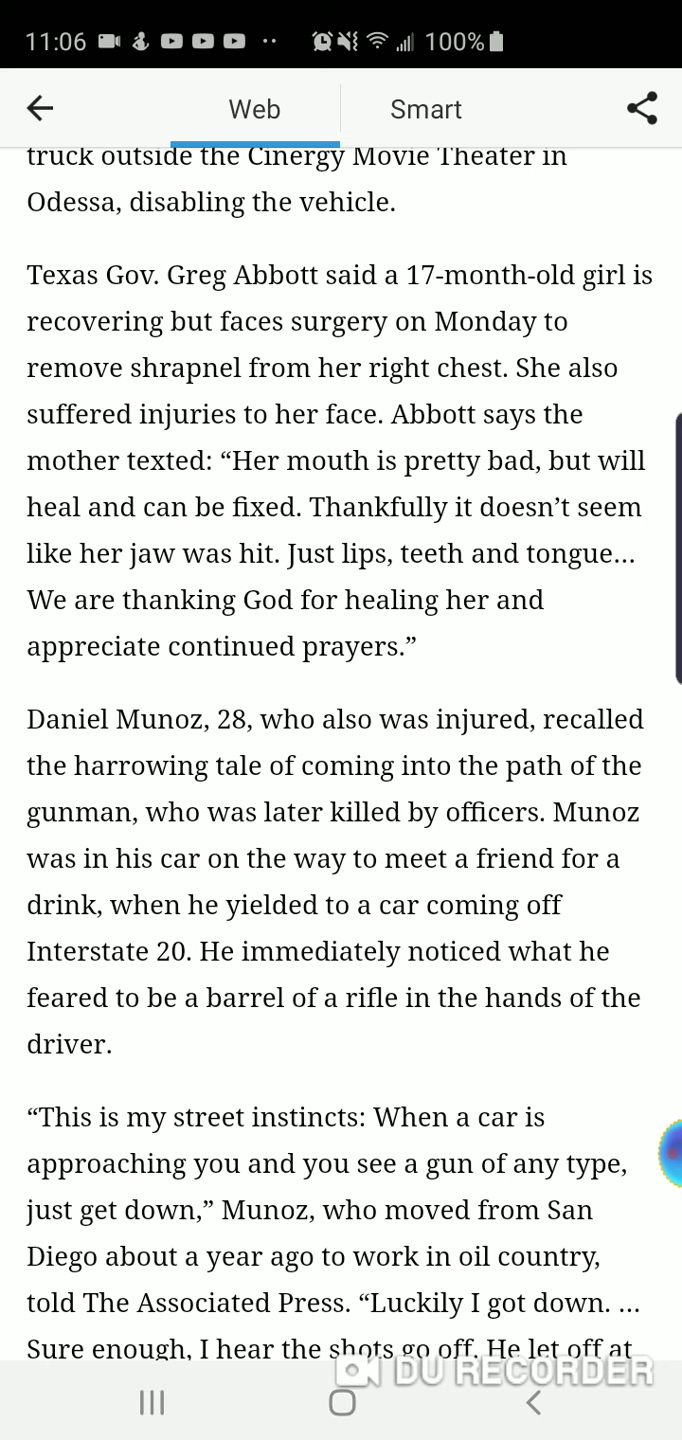 11:06 100%
Web Smart
truck outside the Cinergy Movie Theater in
Odessa, disabling the vehicle.
Texas Gov. Greg Abbott said a 17-month-old girl is
recovering but faces surgery on Monday to
remove shrapnel from her right chest. She also
suffered injuries to her face. Abbott says the
mother texted: “Her mouth is pretty bad, but will
heal and can be fixed. Thankfully it doesn’t seem
like her jaw was hit. Just lips, teeth and tongue…
We are thanking God for healing her and
appreciate continued prayers.”
Daniel Munoz, 28, who also was injured, recalled
the harrowing tale of coming into the path of the
gunman, who was later killed by officers. Munoz
was in his car on the way to meet a friend for a
drink, when he yielded to a car coming off
Interstate 20. He immediately noticed what he
feared to be a barrel of a rifle in the hands of the
driver.
“This is my street instincts: When a car is
approaching you and you see a gun of any type,
just get down,” Munoz, who moved from San
Diego about a year ago to work in oil country,
told The Associated Press. “Luckily I got down. …
Sure enough, I hear the shots go off. He let off at
DU RECORDER